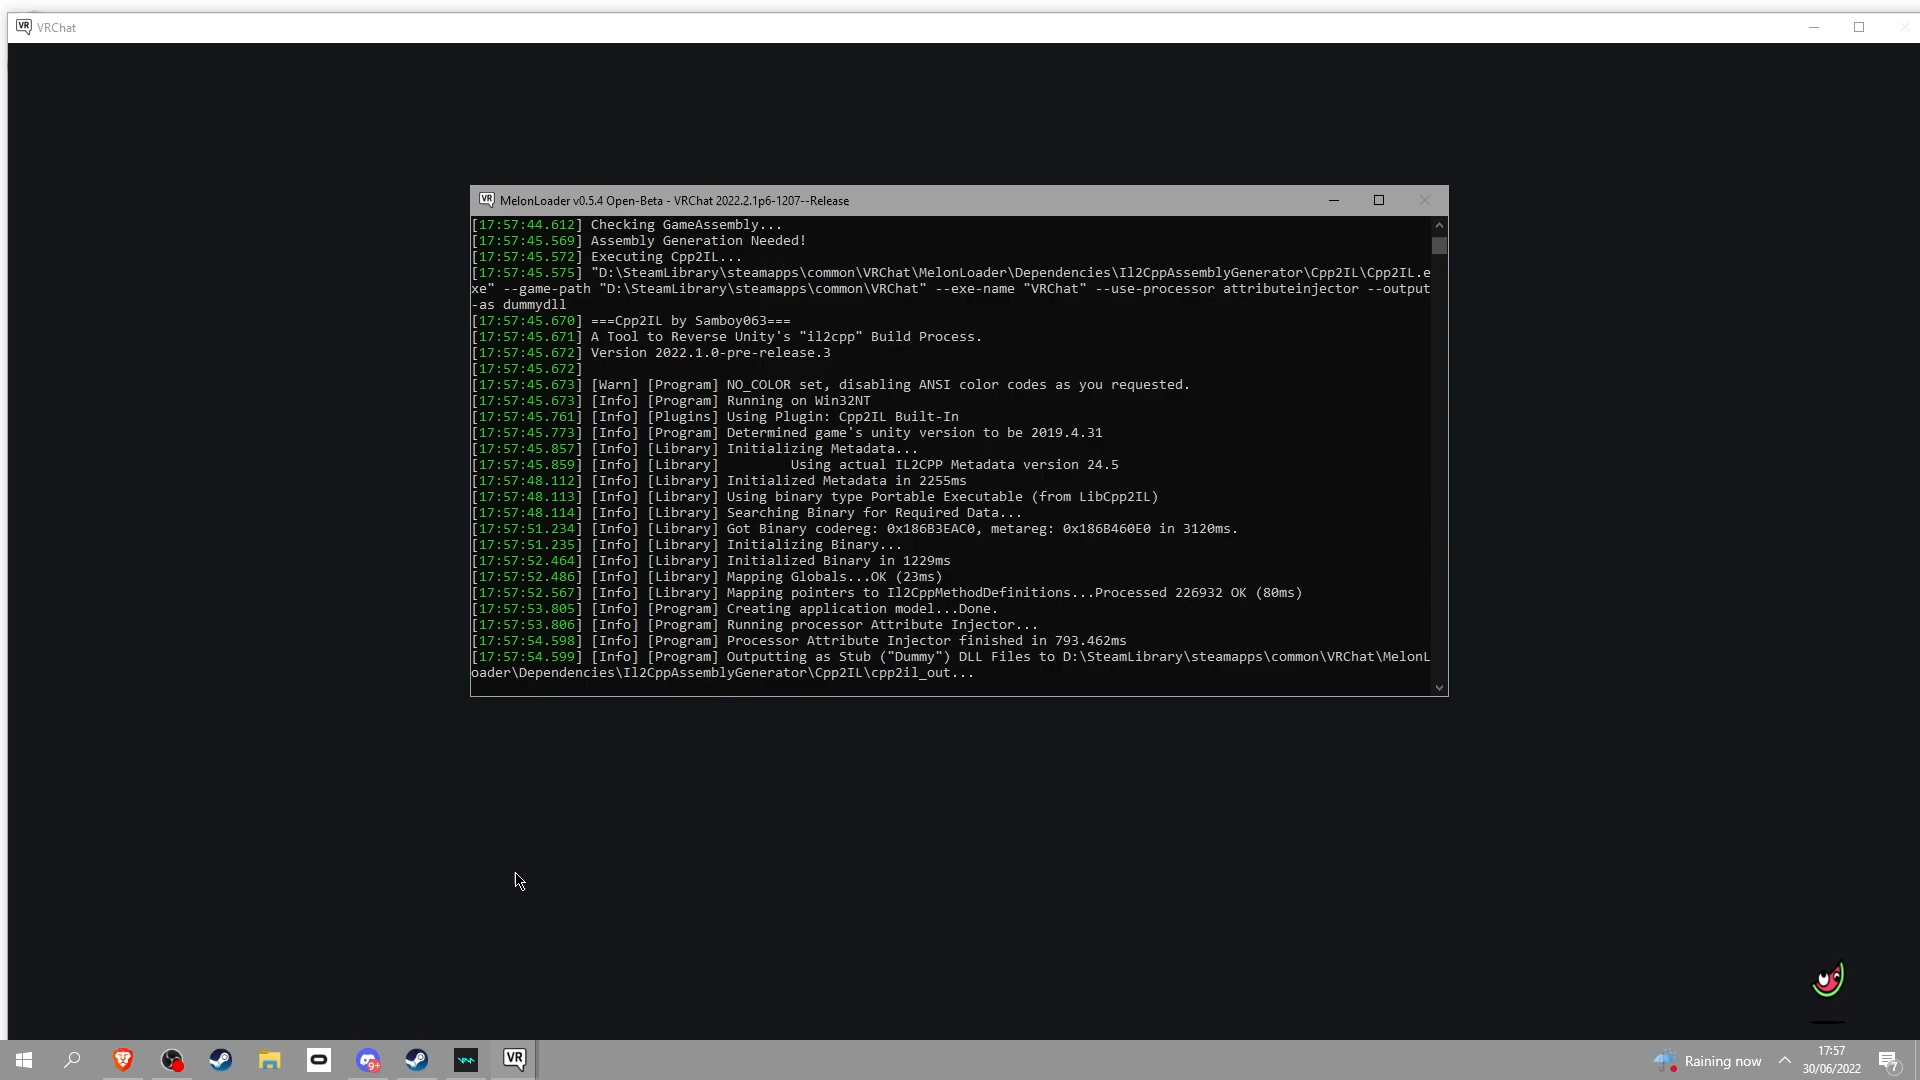 VRChat
MelonLoader v0.5.4 Open-Beta - VRChat 2022.2.1p6-1207--Release
[17:57:44.612] Checking GameAssembly...
[17:57:45.569] Assembly Generation Needed!
[17:57:45.572] Executing Cpp2IL...
[17:57:45.575] "D:\SteamLibrary\steamapps\common\VRChat\MelonLoader\Dependencies\Il2CppAssemblyGenerator\Cpp2IL\Cpp2IL.e
xe" --game-path "D:\SteamLibrary\steamapps\common\VRChat" --exe-name "VRChat" --use-processor attributeinjector --output
-as dummydll
[17:57:45.670] ===Cpp2IL by Samboy063===
[17:57:45.671] A Tool to Reverse Unity's "il2cpp" Build Process.
[17:57:45.672] Version 2022.1.0-pre-release.3
[17:57:45.672]
[17:57:45.673] [Warn] [Program] NO_COLOR set, disabling ANSI color codes as you requested.
[17:57:45.673] [Info] [Program] Running on Win32NT
[17:57:45.761] [Info] [Plugins] Using Plugin: Cpp2IL Built-In
[17:57:45.773] [Info] [Program] Determined game's unity version to be 2019.4.31
[17:57:45.857] [Info] [Library] Initializing Metadata...
[17:57:45.859] [Info] [Library]         Using actual IL2CPP Metadata version 24.5
[17:57:48.112] [Info] [Library] Initialized Metadata in 2255ms
[17:57:48.113] [Info] [Library] Using binary type Portable Executable (from LibCpp2IL)
[17:57:48.114] [Info] [Library] Searching Binary for Required Data...
[17:57:51.234] [Info] [Library] Got Binary codereg: 0x186B3EAC0, metareg: 0x186B460E0 in 3120ms.
[17:57:51.235] [Info] [Library] Initializing Binary...
[17:57:52.464] [Info] [Library] Initialized Binary in 1229ms
[17:57:52.486] [Info] [Library] Mapping Globals...OK (23ms)
[17:57:52.567] [Info] [Library] Mapping pointers to Il2CppMethodDefinitions...Processed 226932 OK (80ms)
[17:57:53.805] [Info] [Program] Creating application model...Done.
[17:57:53.806] [Info] [Program] Running processor Attribute Injector...
[17:57:54.598] [Info] [Program] Processor Attribute Injector finished in 793.462ms
[17:57:54.599] [Info] [Program] Outputting as Stub ("Dummy") DLL Files to D:\SteamLibrary\steamapps\common\VRChat\MelonL
oader\Dependencies\Il2CppAssemblyGenerator\Cpp2IL\cpp2il_out...
9+
VR
Raining now
17:57
30/06/2022
7